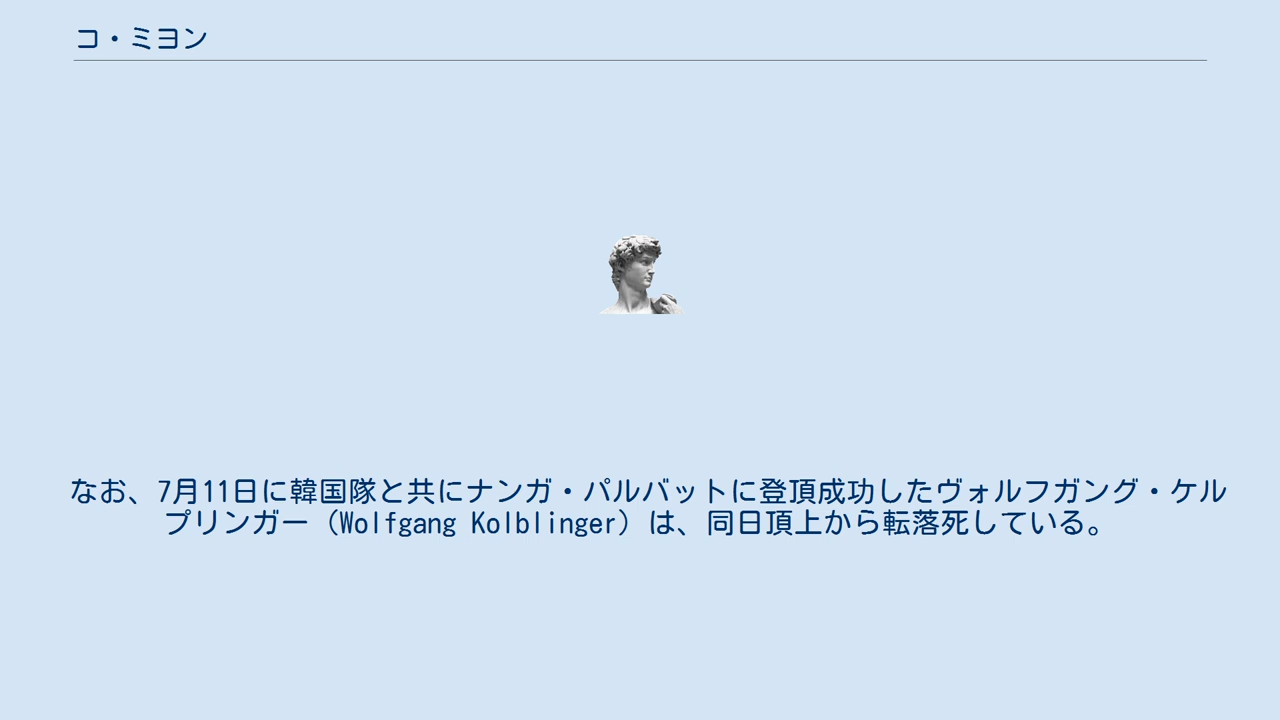 コ・ミヨン
なお、7月11日に韓国隊と共にナンガ・パルバットに登頂成功したヴォルフガング・ケル
プリンガー（Wolfgang Kolblinger）は、同日頂上から転落死している。